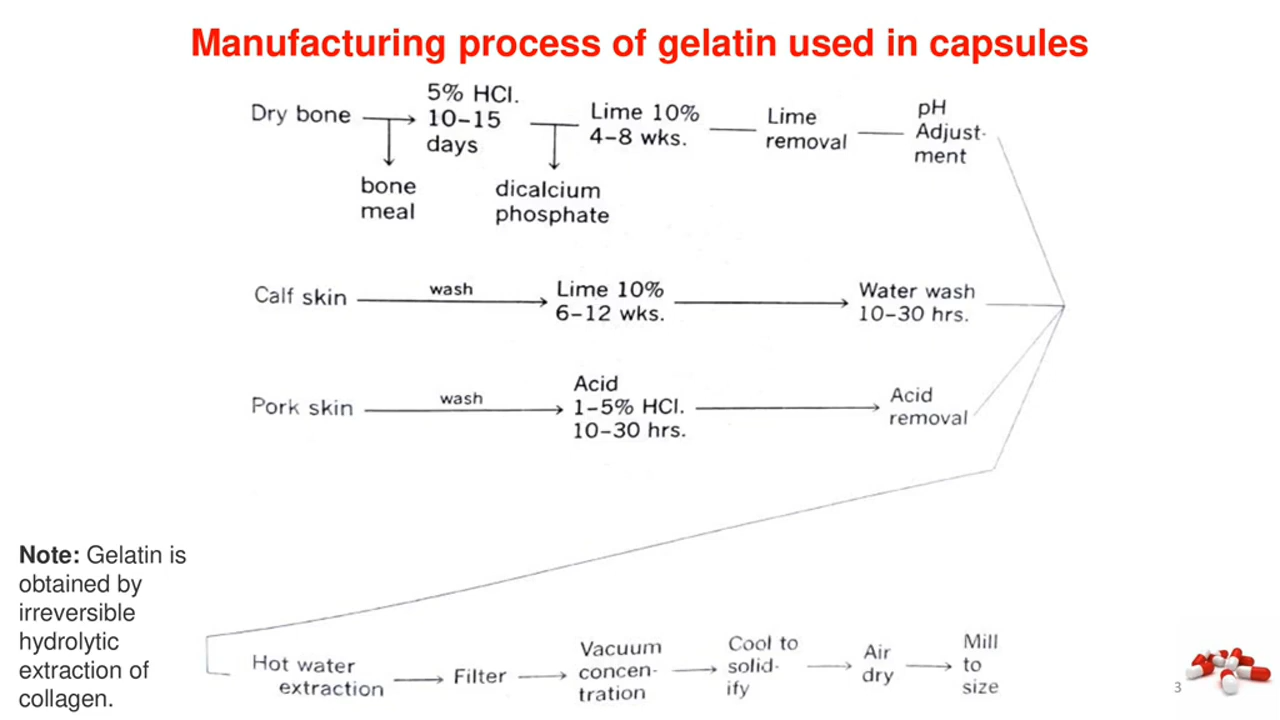 Manufacturing process of gelatin used in capsules
Dry bone
5% HCl.
10–15
days
Lime 10%
4–8 wks.
Lime
removal
pH
Adjust-
ment
bone
meal
dicalcium
phosphate
Calf skin
wash
Lime 10%
6–12 wks.
Water wash
10–30 hrs.
Pork skin
wash
Acid
1–5% HCl.
10–30 hrs.
Acid
removal
Note: Gelatin is
obtained by
irreversible
hydrolytic
extraction of
collagen.
Hot water
extraction
Filter
Vacuum
concen-
tration
Cool to
solid-
ify
Air
dry
Mill
to
size
3